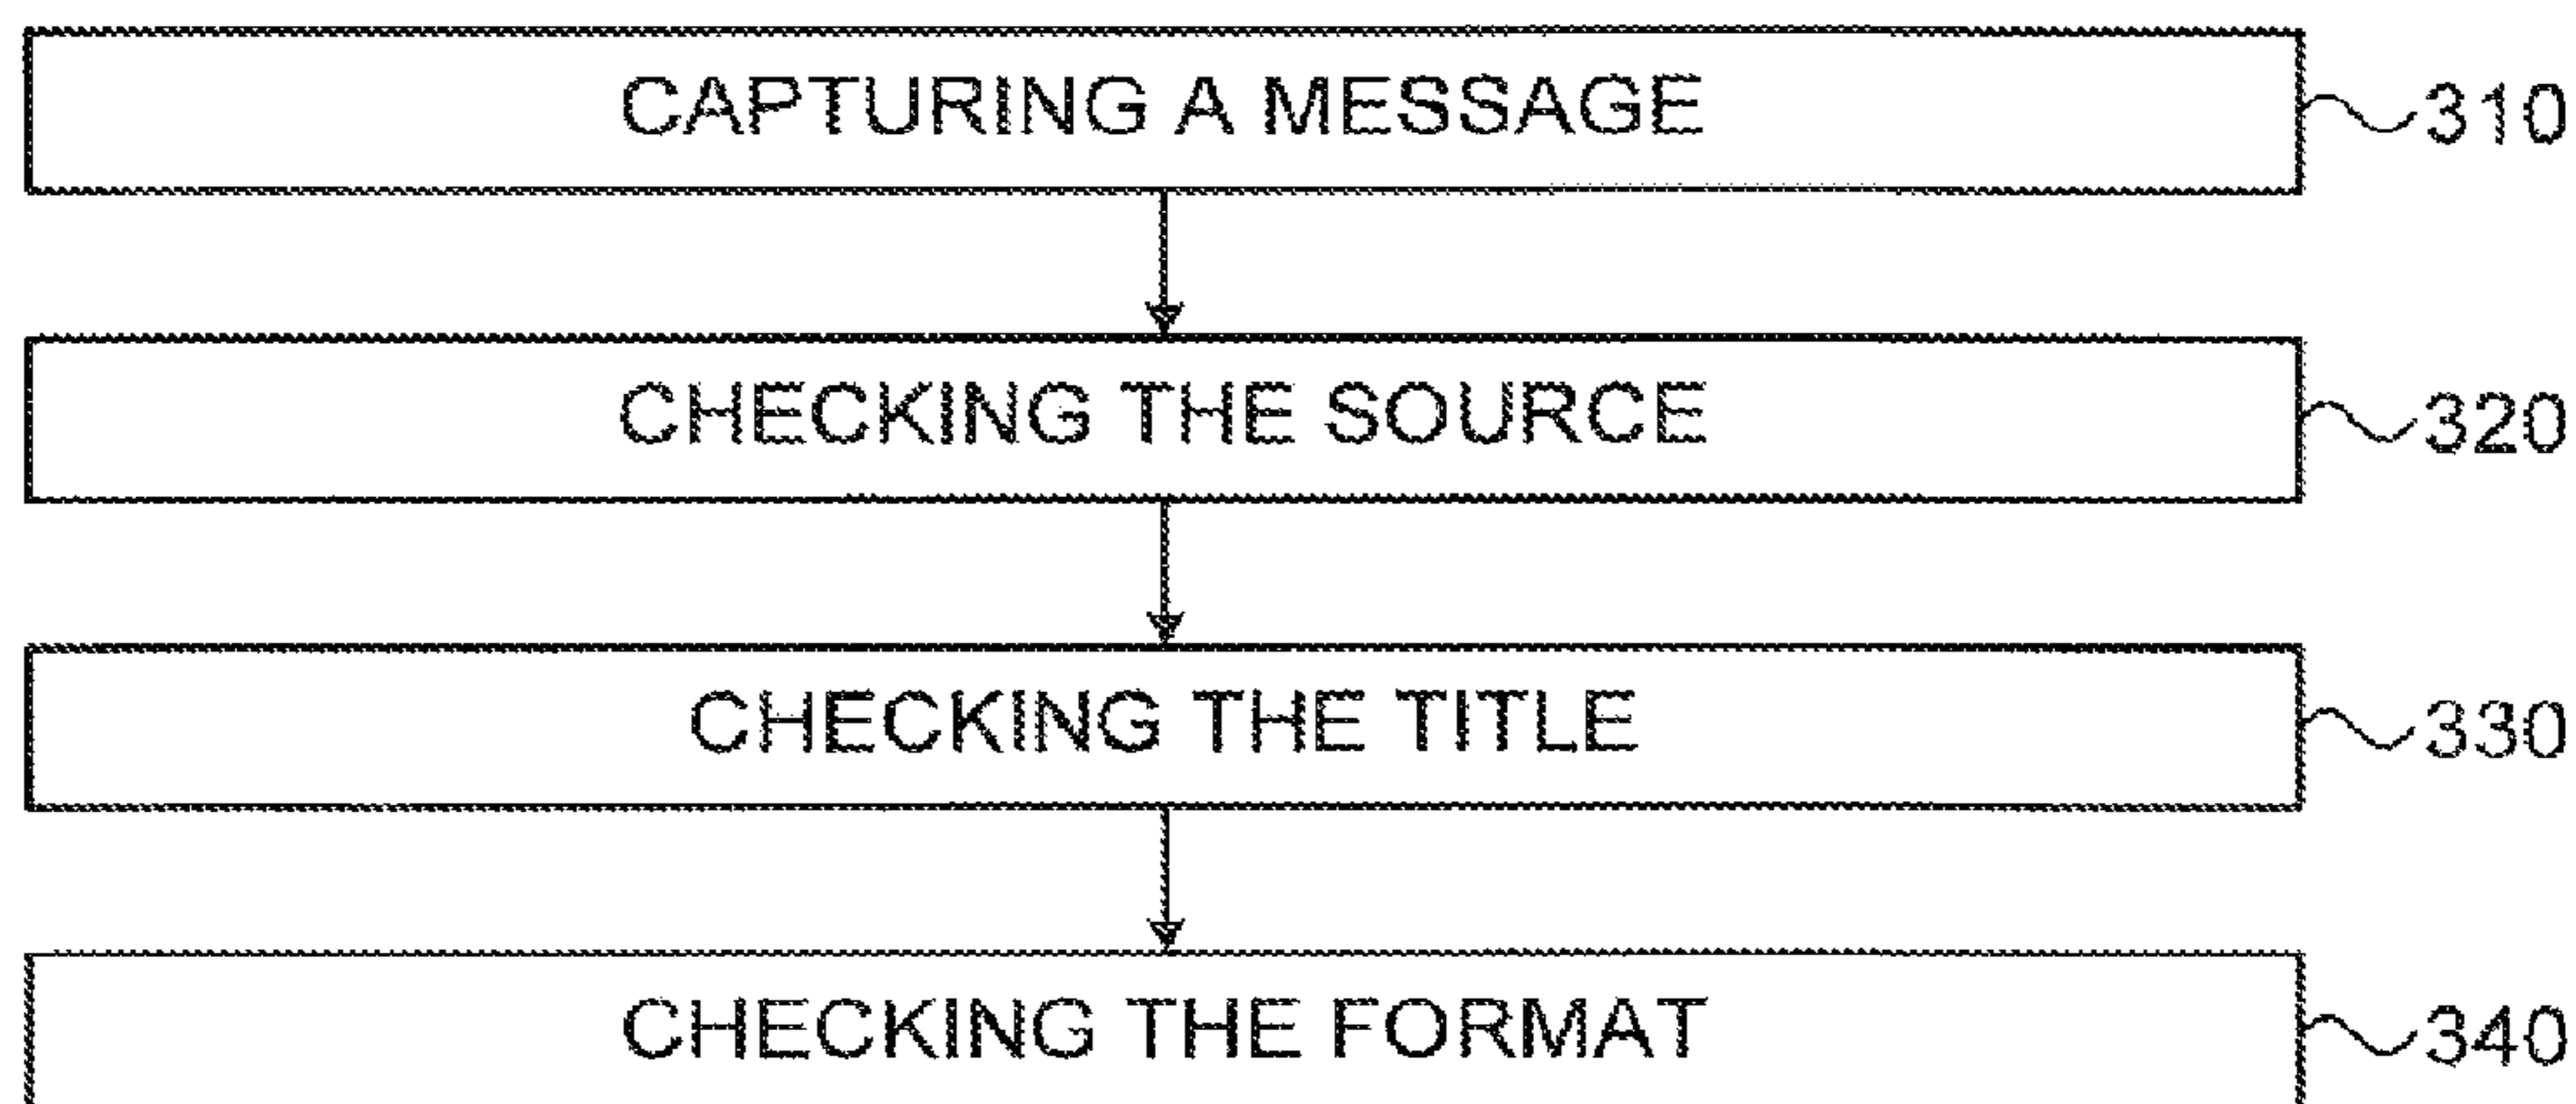 CAPTURING A MESSAGE 310
CHECKING THE SOURCE 320
CHECKING THE TITLE 330
CHECKING THE FORMAT 340